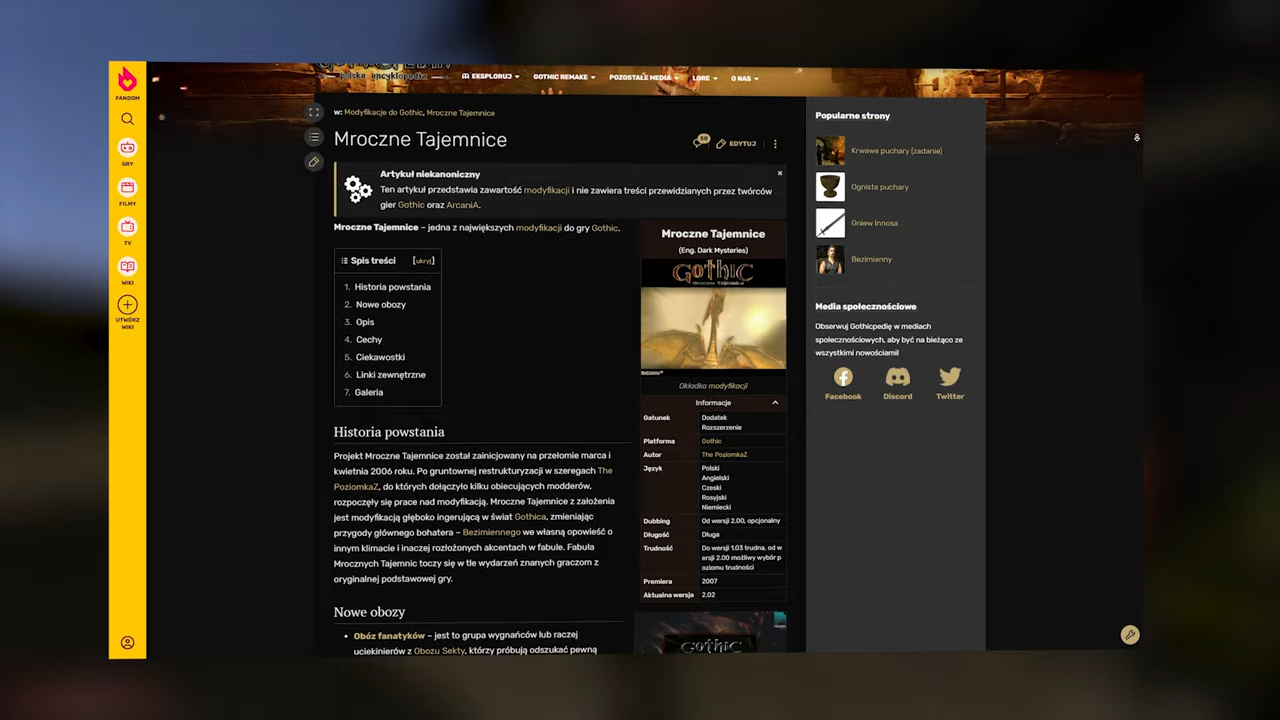 FANDOM
GRY
FILMY
TV
WIKI
UTWÓRZ
WIKI
polska encyklopedia
EKSPLORUJ
GOTHIC REMAKE
POZOSTAŁE MEDIA
LORE
O NAS
w: Modyfikacje do Gothic, Mroczne Tajemnice
Mroczne Tajemnice
58
EDYTUJ
Artykuł niekanoniczny
Ten artykuł przedstawia zawartość modyfikacji i nie zawiera treści przewidzianych przez twórców
gier Gothic oraz ArcaniA.
Mroczne Tajemnice – jedna z największych modyfikacji do gry Gothic.
Spis treści [ukryj]
1. Historia powstania
2. Nowe obozy
3. Opis
4. Cechy
5. Ciekawostki
6. Linki zewnętrzne
7. Galeria
Historia powstania
Projekt Mroczne Tajemnice został zainicjowany na przełomie marca i
kwietnia 2006 roku. Po gruntownej restrukturyzacji w szeregach The
PoziomkaZ, do których dołączyło kilku obiecujących modderów,
rozpoczęły się prace nad modyfikacją. Mroczne Tajemnice z założenia
jest modyfikacją głęboko ingerującą w świat Gothica, zmieniając
przygody głównego bohatera – Bezimiennego we własną opowieść o
innym klimacie i inaczej rozłożonych akcentach w fabule. Fabuła
Mrocznych Tajemnic toczy się w tle wydarzeń znanych graczom z
oryginalnej podstawowej gry.
Nowe obozy
Obóz fanatyków – jest to grupa wygnańców lub raczej
uciekinierów z Obozu Sekty, którzy próbują odszukać pewną
Mroczne Tajemnice
(Eng. Dark Mysteries)
GOTHIC
Mroczne Tajemnice
Okładka modyfikacji
Informacje
Gatunek Dodatek
Rozszerzenie
Platforma Gothic
Autor The PoziomkaZ
Język Polski
Angielski
Czeski
Rosyjski
Niemiecki
Dubbing Od wersji 2.00, opcjonalny
Długość Długa
Trudność Do wersji 1.03 trudna, od w
ersji 2.00 możliwy wybór p
oziomu trudności
Premiera 2007
Aktualna wersja 2.02
GOTHIC
Popularne strony
Krwawe puchary (zadanie)
Ogniste puchary
Gniew Innosa
Bezimienny
Media społecznościowe
Obserwuj Gothicpedię w mediach
społecznościowych, aby być na bieżąco ze
wszystkimi nowościami!
Facebook
Discord
Twitter